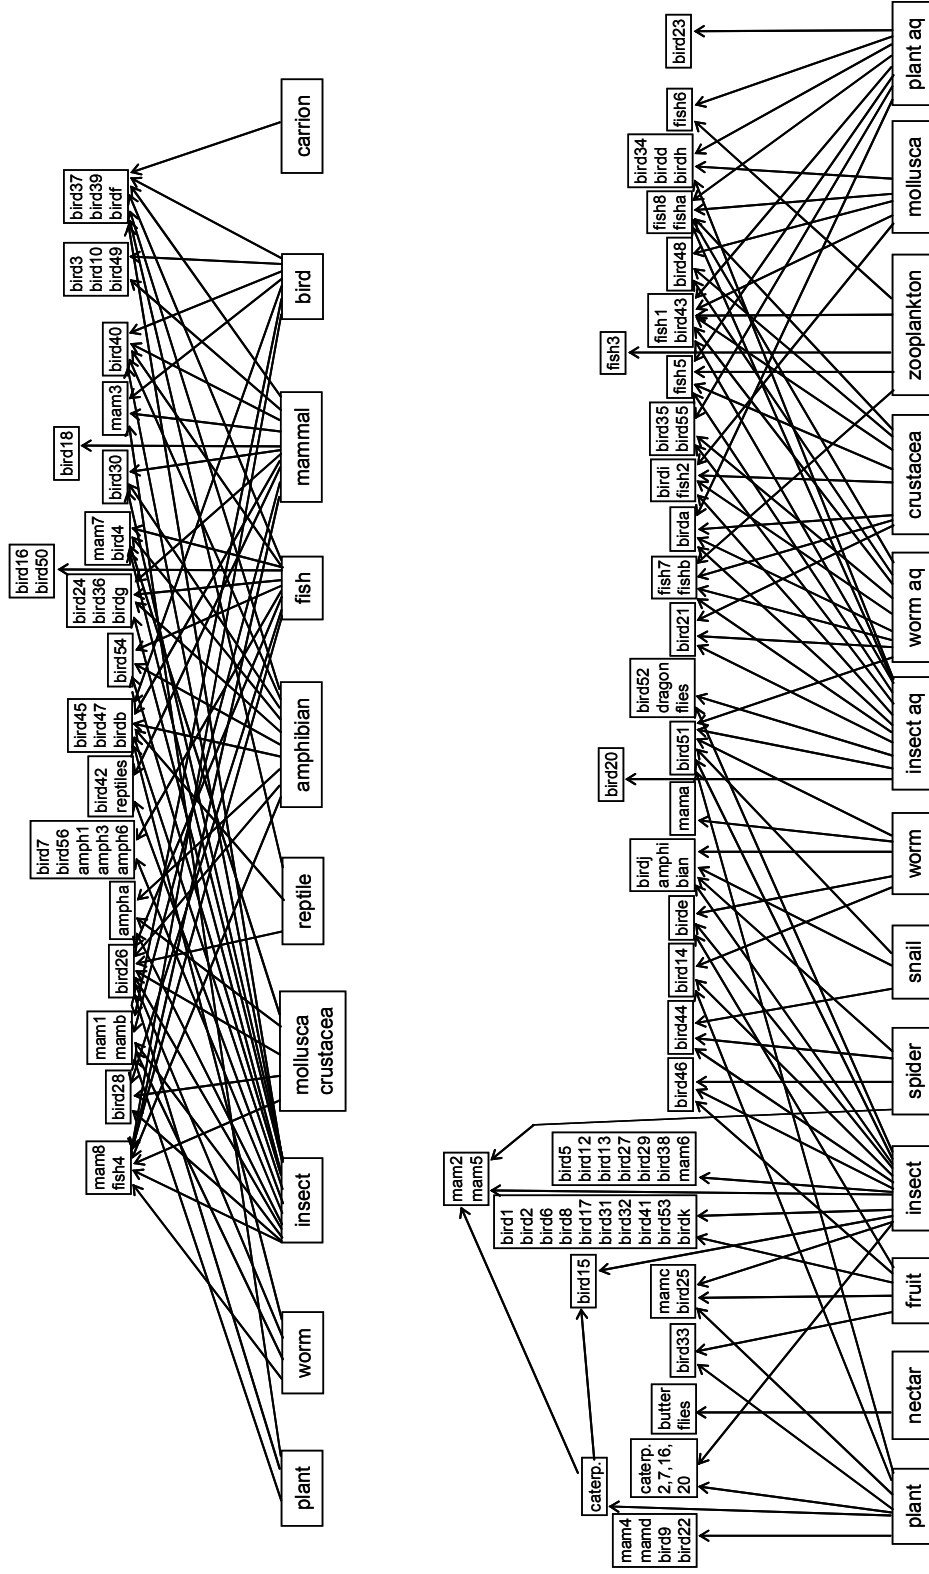 bird16
bird50
bird18
mam8
fish4
bird28
mam1
mamb
bird26
ampha
bird7
bird56
amph1
amph3
amph6
bird42
reptiles
bird45
bird47
birdb
bird54
bird24
bird36
birdg
mam7
bird4
bird30
mam3
bird40
bird3
bird10
bird49
bird37
bird39
birdf
plant
worm
insect
mollusca
crustacea
reptile
amphibian
fish
mammal
bird
carrion
mam2
mam5
caterp.
bird15
bird20
fish3
mam4
mamd
bird9
bird22
caterp.
2,7,16,
20
butter
flies
bird33
mamc
bird25
bird1
bird2
bird6
bird8
bird17
bird31
bird32
bird41
bird53
birdk
bird5
bird12
bird13
bird27
bird29
bird38
mam6
bird46
bird44
bird14
birde
birdj
amphi
bian
mama
bird51
bird52
dragon
flies
bird21
fish7
fishb
birda
birdi
fish2
bird35
bird55
fish5
fish1
bird43
bird48
fish8
fisha
bird34
birdd
birdh
fish6
bird23
plant
nectar
fruit
insect
spider
snail
worm
insect aq
worm aq
crustacea
zooplankton
mollusca
plant aq